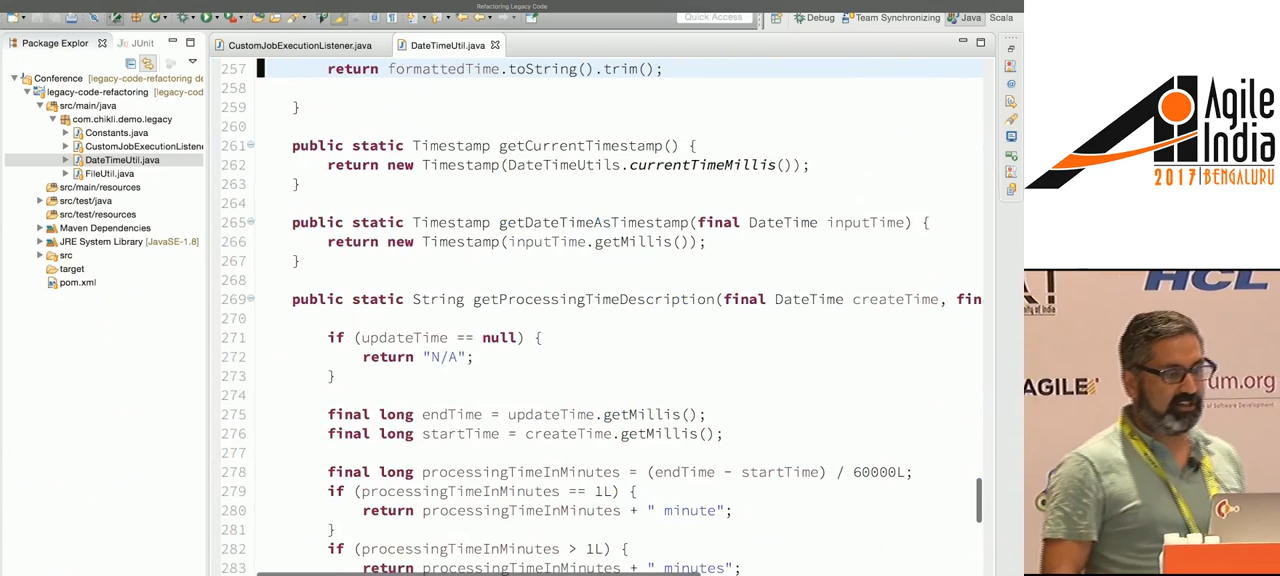 Refactoring Legacy Code
Quick Access
Debug
Team Synchronizing
Java
Scala
Package Explor
JUnit
CustomJobExecutionListener.java
DateTimeUtil.java
Conference [legacy-code-refactoring de
legacy-code-refactoring [legacy-co
src/main/java
com.chikli.demo.legacy
Constants.java
CustomJobExecutionListene
DateTimeUtil.java
FileUtil.java
src/main/resources
src/test/java
src/test/resources
Maven Dependencies
JRE System Library [JavaSE-1.8]
src
target
pom.xml
257 return formattedTime.toString().trim();
258
259 }
260
261 public static Timestamp getCurrentTimestamp() {
262 return new Timestamp(DateTimeUtils.currentTimeMillis());
263 }
264
265 public static Timestamp getDateTimeAsTimestamp(final DateTime inputTime) {
266 return new Timestamp(inputTime.getMillis());
267 }
268
269 public static String getProcessingTimeDescription(final DateTime createTime, fin
270
271 if (updateTime == null) {
272 return "N/A";
273 }
274
275 final long endTime = updateTime.getMillis();
276 final long startTime = createTime.getMillis();
277
278 final long processingTimeInMinutes = (endTime - startTime) / 60000L;
279 if (processingTimeInMinutes == 1L) {
280 return processingTimeInMinutes + " minute";
281 }
282 if (processingTimeInMinutes > 1L) {
283 return processingTimeInMinutes + " minutes";
Agile
India
2017 BENGALURU
HCL
AGILE
um.org